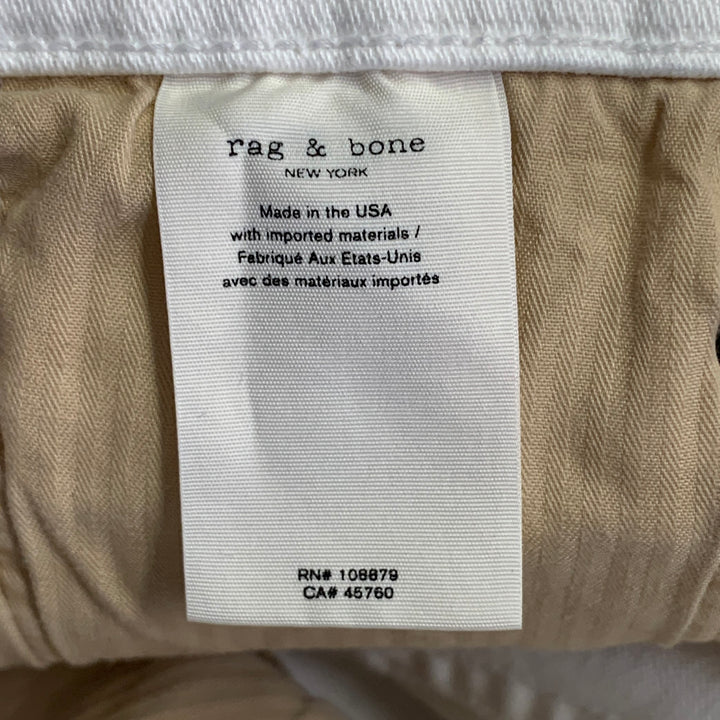 rag & bone
NEW YORK
Made in the USA
with imported materials /
Fabriqué Aux Etats-Unis
avec des matériaux importés
RN# 108879
CA# 45760